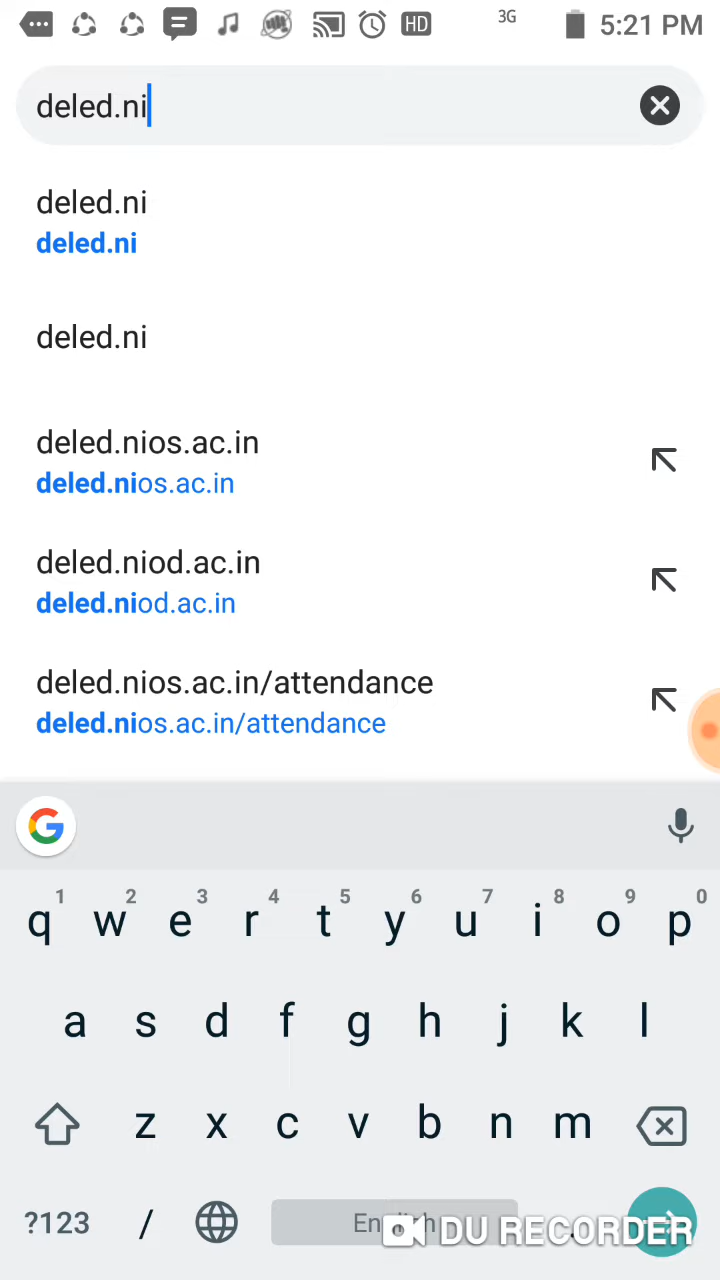 HD 3G 5:21 PM
deled.ni
deled.ni
deled.ni
deled.ni
deled.nios.ac.in
deled.nios.ac.in
deled.niod.ac.in
deled.niod.ac.in
deled.nios.ac.in/attendance
deled.nios.ac.in/attendance
G
1 2 3 4 5 6 7 8 9 0
q w e r t y u i o p
a s d f g h j k l
z x c v b n m
?123 / English .
DU RECORDER